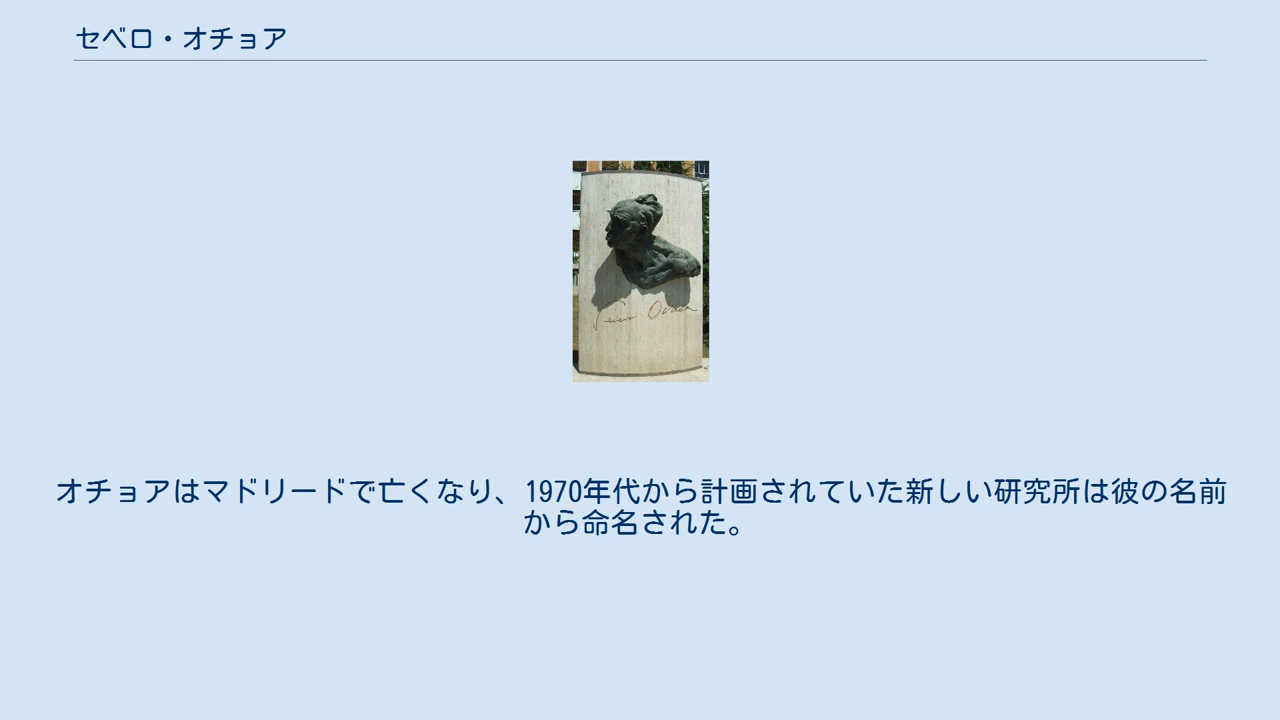 セベロ・オチョア
オチョアはマドリードで亡くなり、1970年代から計画されていた新しい研究所は彼の名前
から命名された。